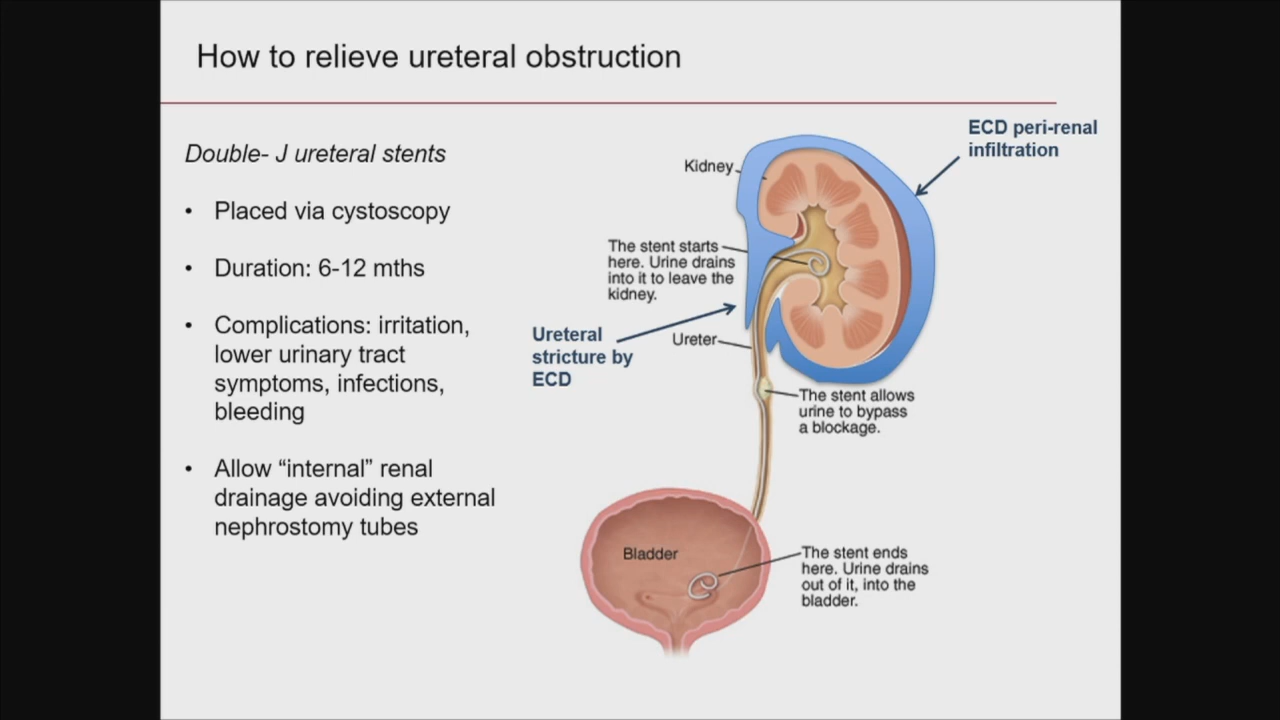 How to relieve ureteral obstruction
Double- J ureteral stents
• Placed via cystoscopy
• Duration: 6-12 mths
• Complications: irritation,
lower urinary tract
symptoms, infections,
bleeding
• Allow “internal” renal
drainage avoiding external
nephrostomy tubes
ECD peri-renal
infiltration
Kidney
The stent starts
here. Urine drains
into it to leave the
kidney.
Ureteral
stricture by
ECD
Ureter
The stent allows
urine to bypass
a blockage.
Bladder
The stent ends
here. Urine drains
out of it, into the
bladder.